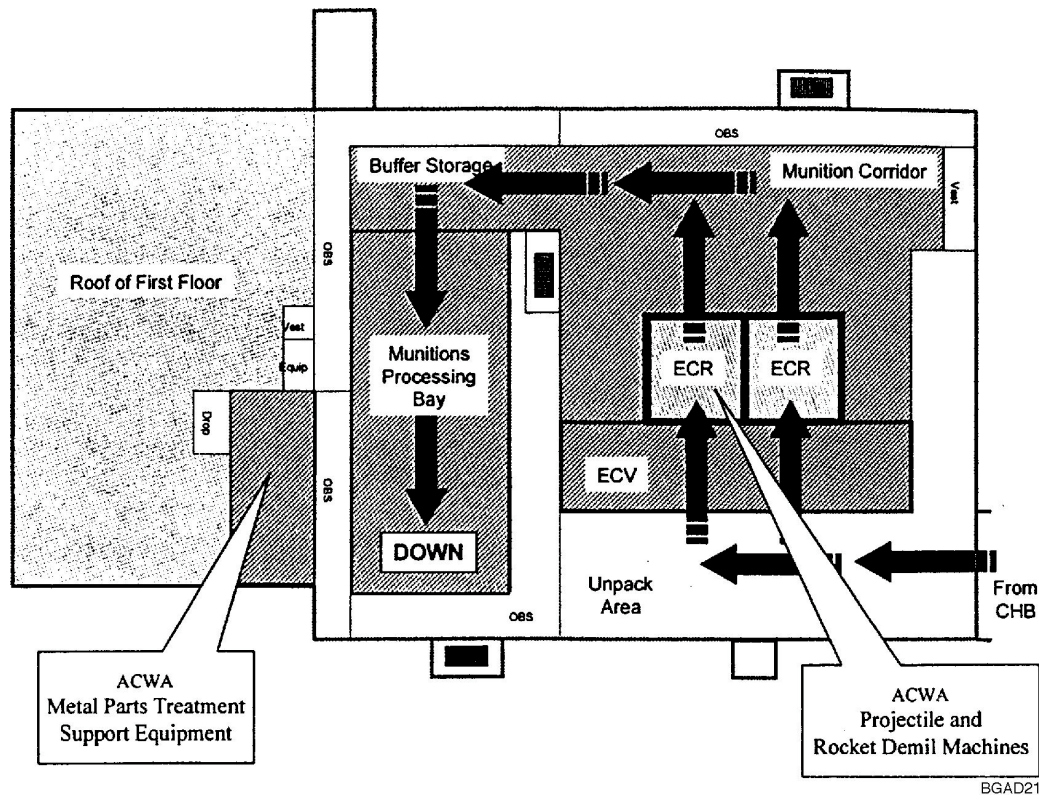 OBS
Buffer Storage
Munition Corridor
Vest
OBS
Roof of First Floor
Vest
Equip
Munitions
Processing
Bay
ECR
ECR
Drop
OBS
ECV
DOWN
Unpack
Area
From
CHB
OBS
ACWA
Metal Parts Treatment
Support Equipment
ACWA
Projectile and
Rocket Demil Machines
BGAD21